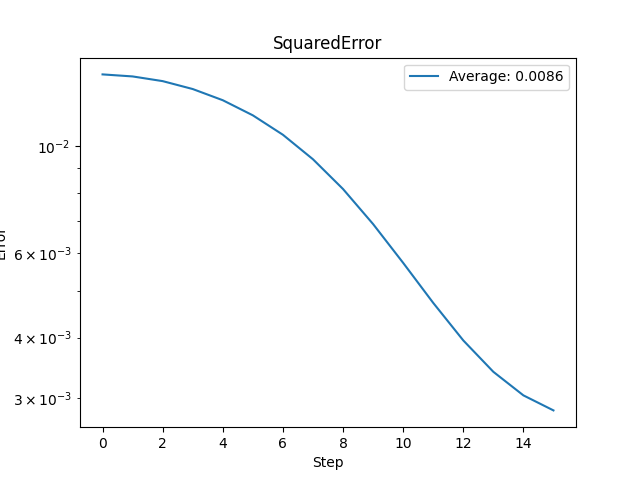 SquaredError
Average: 0.0086
10⁻²
6 × 10⁻³
4 × 10⁻³
3 × 10⁻³
Error
0 2 4 6 8 10 12 14
Step